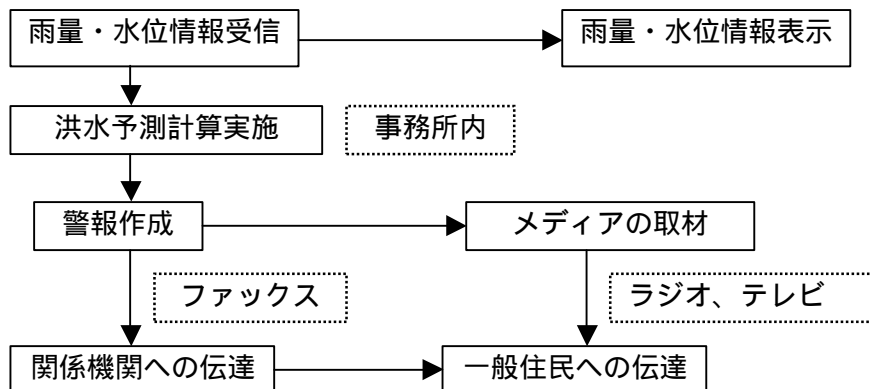 雨量・水位情報受信
雨量・水位情報表示
洪水予測計算実施
事務所内
警報作成
メディアの取材
ファックス
ラジオ、テレビ
関係機関への伝達
一般住民への伝達